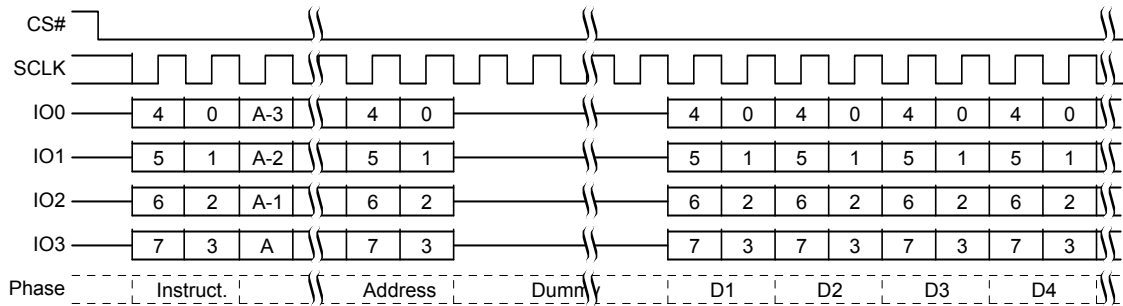 CS#
SCLK
IO0 4 0 A-3 4 0 4 0 4 0 4 0 4 0
IO1 5 1 A-2 5 1 5 1 5 1 5 1 5 1
IO2 6 2 A-1 6 2 6 2 6 2 6 2 6 2
IO3 7 3 A 7 3 7 3 7 3 7 3 7 3
Phase Instruct. Address Dummy D1 D2 D3 D4